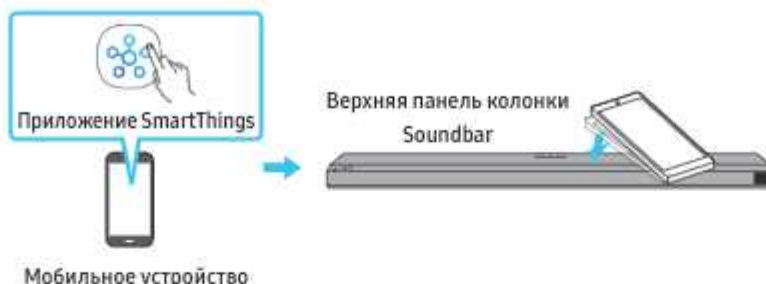 Приложение SmartThings
Верхняя панель колонки
Soundbar
Мобильное устройство